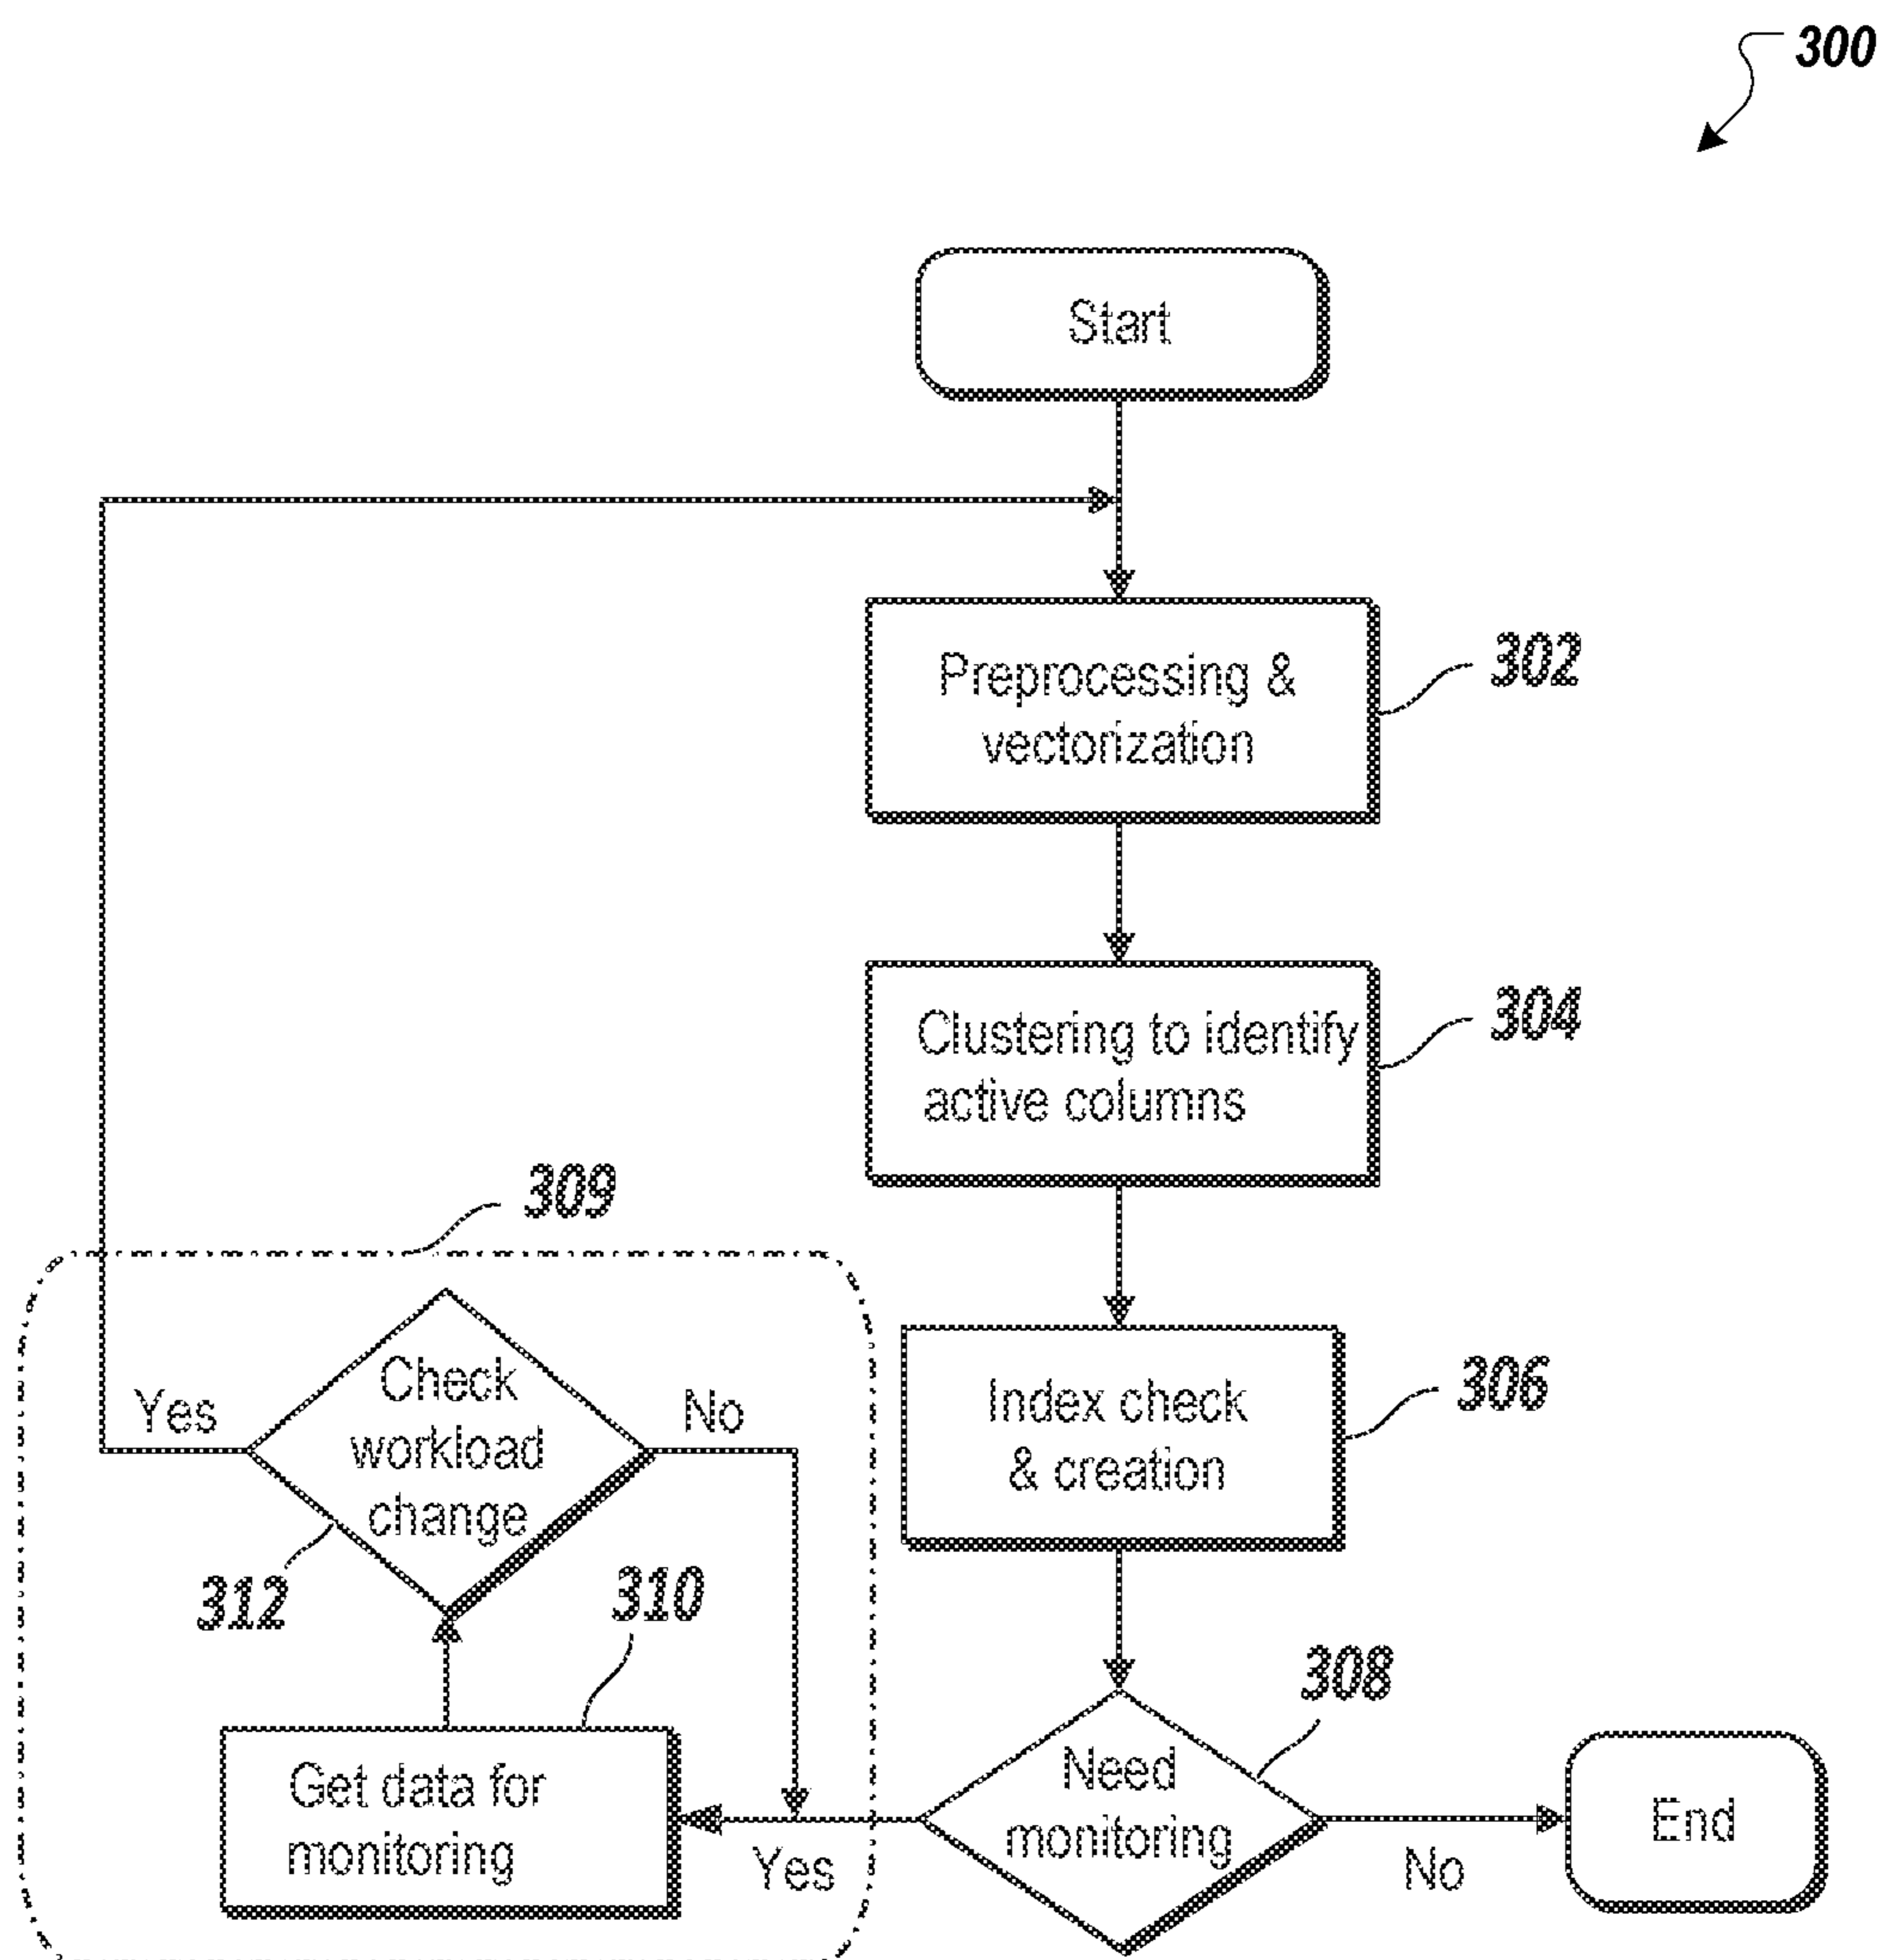 300
Start
Preprocessing &
vectorization
302
Clustering to identify
active columns
304
309
Check
workload
change
Yes
No
312
310
Index check
& creation
306
308
Get data for
monitoring
Yes
Need
monitoring
No
End